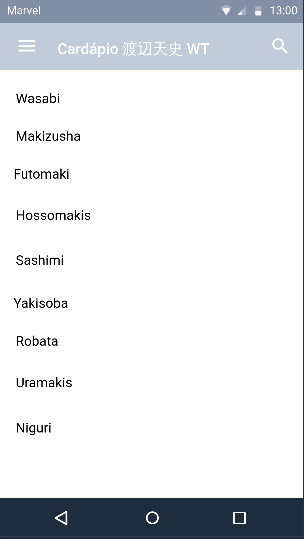 Marvel 13:00
Cardápio 渡辺天史 WT
Wasabi
Makizusha
Futomaki
Hossomakis
Sashimi
Yakisoba
Robata
Uramakis
Niguri